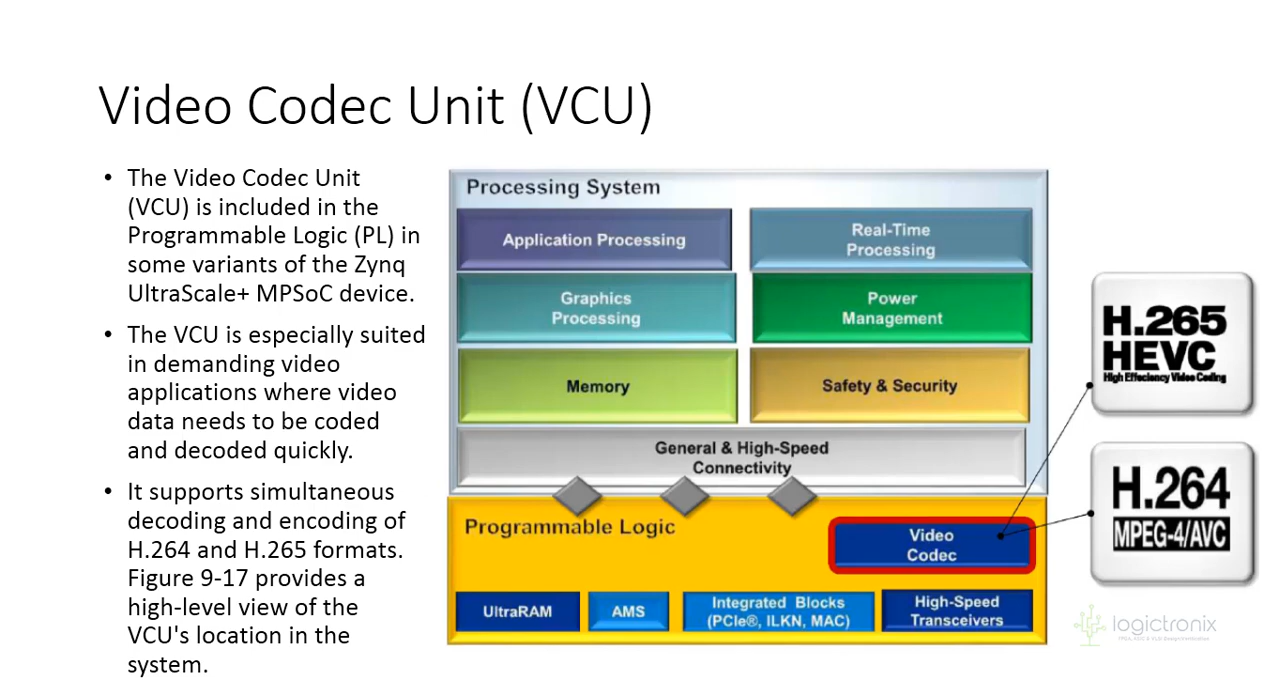 Video Codec Unit (VCU)
• The Video Codec Unit
(VCU) is included in the
Programmable Logic (PL) in
some variants of the Zynq
UltraScale+ MPSoC device.
• The VCU is especially suited
in demanding video
applications where video
data needs to be coded
and decoded quickly.
• It supports simultaneous
decoding and encoding of
H.264 and H.265 formats.
Figure 9-17 provides a
high-level view of the
VCU's location in the
system.
Processing System
Application Processing
Real-Time
Processing
Graphics
Processing
Power
Management
Memory
Safety & Security
General & High-Speed
Connectivity
Programmable Logic
Video
Codec
UltraRAM
AMS
Integrated Blocks
(PCIe®, ILKN, MAC)
High-Speed
Transceivers
H.265
HEVC
High Effeciency Video Coding
H.264
MPEG-4/AVC
logictronix